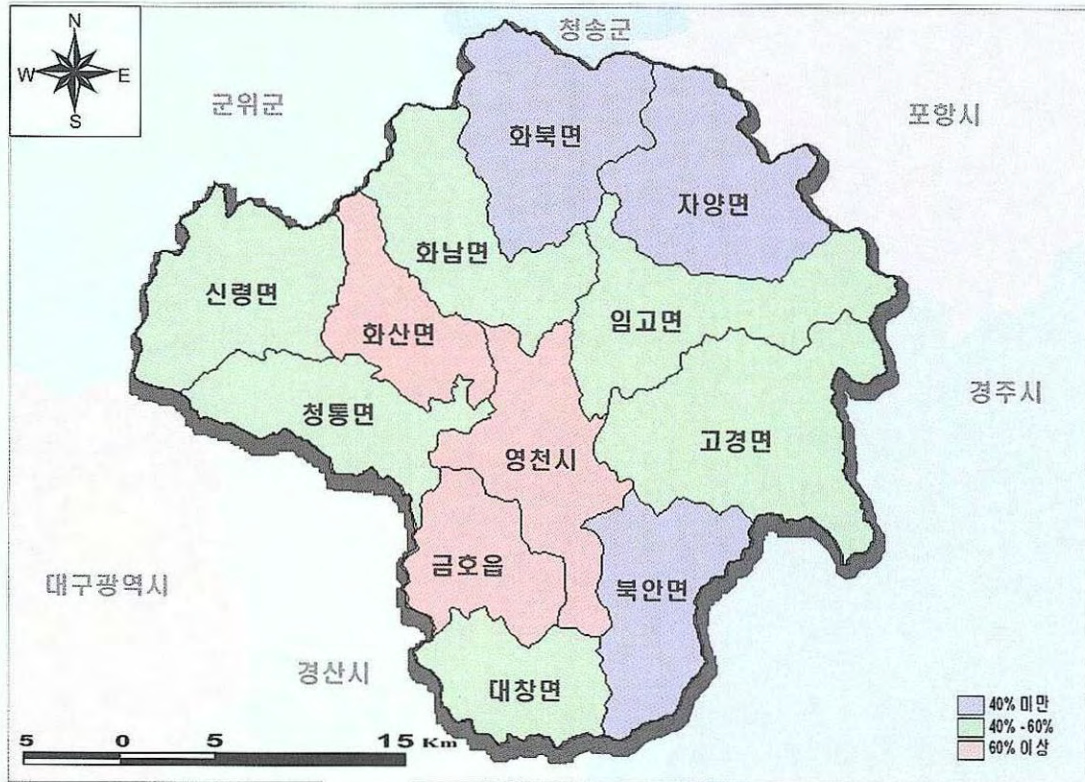 N
W E
S
청송군
군위군
포항시
화북면
자양면
화남면
신령면
임고면
화산면
경주시
청통면
고경면
영천시
금호읍
대구광역시
북안면
경산시
대창면
40% 미만
40% -60%
60% 이상
5 0 5 15 Km